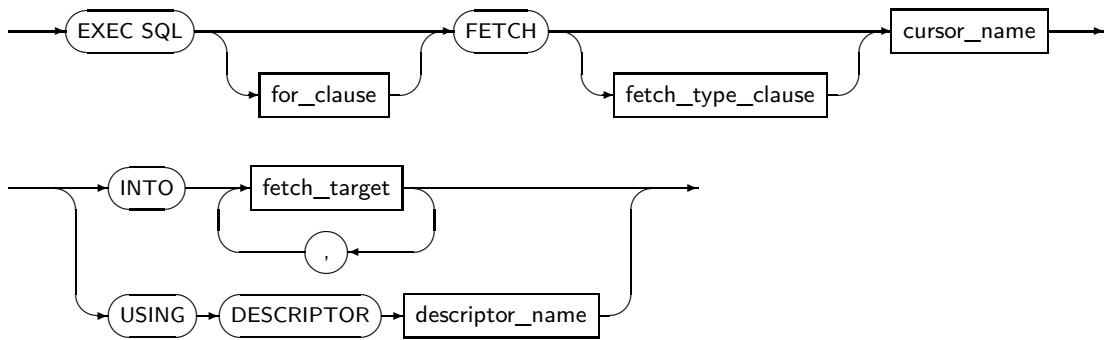 EXEC SQL FETCH cursor_name
for_clause fetch_type_clause
INTO fetch_target
,
USING DESCRIPTOR descriptor_name